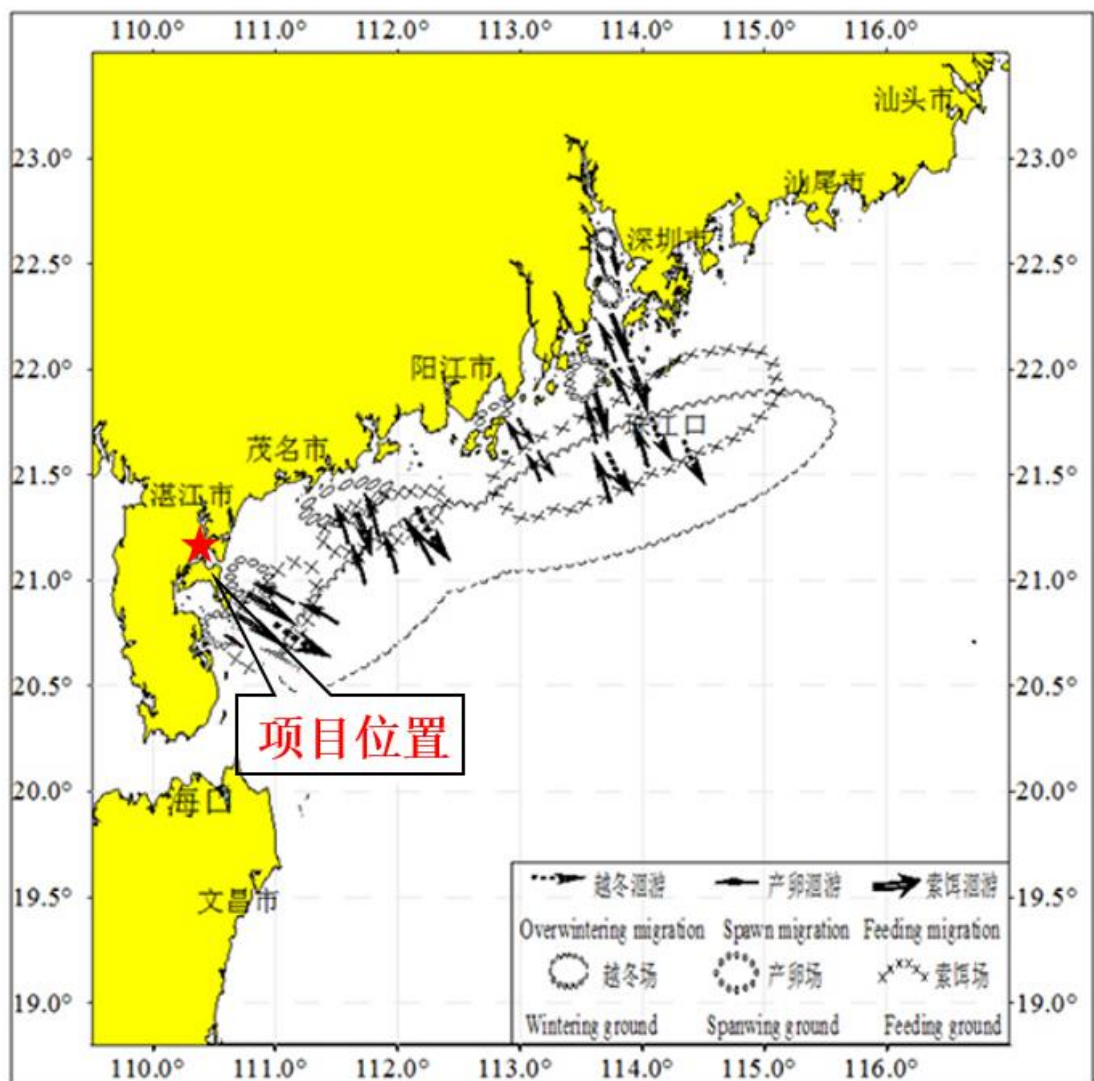 110.0° 111.0° 112.0° 113.0° 114.0° 115.0° 116.0°
汕头市
23.0° 23.0°
汕尾市
深圳市
22.5° 22.5°
22.0° 22.0°
阳江市
珠江口
21.5° 21.5°
茂名市
湛江市
21.0° 21.0°
20.5° 20.5°
项目位置
20.0° 20.0°
海口
19.5° 19.5°
文昌市
越冬洄游 产卵洄游 索饵洄游
Overwintering migration Spawn migration Feeding migration
越冬场 产卵场 索饵场
19.0° 19.0°
Wintering ground Spanwing ground Feeding ground
110.0° 111.0° 112.0° 113.0° 114.0° 115.0° 116.0°